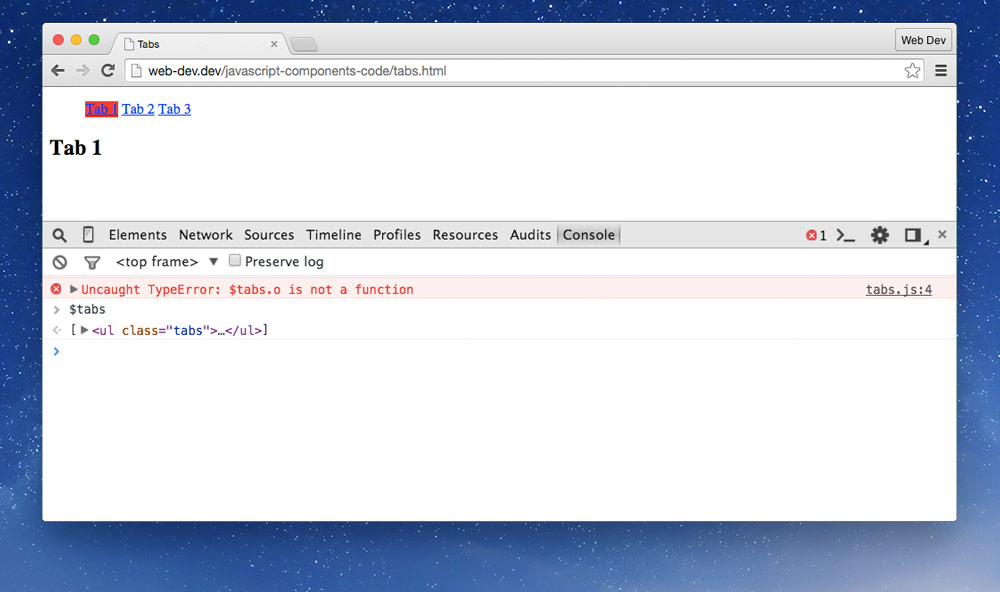 Tabs
Web Dev
web-dev.dev/javascript-components-code/tabs.html
Tab 1 Tab 2 Tab 3
Tab 1
Elements Network Sources Timeline Profiles Resources Audits Console 1
<top frame> Preserve log
Uncaught TypeError: $tabs.o is not a function tabs.js:4
$tabs
[<ul class="tabs">…</ul>]